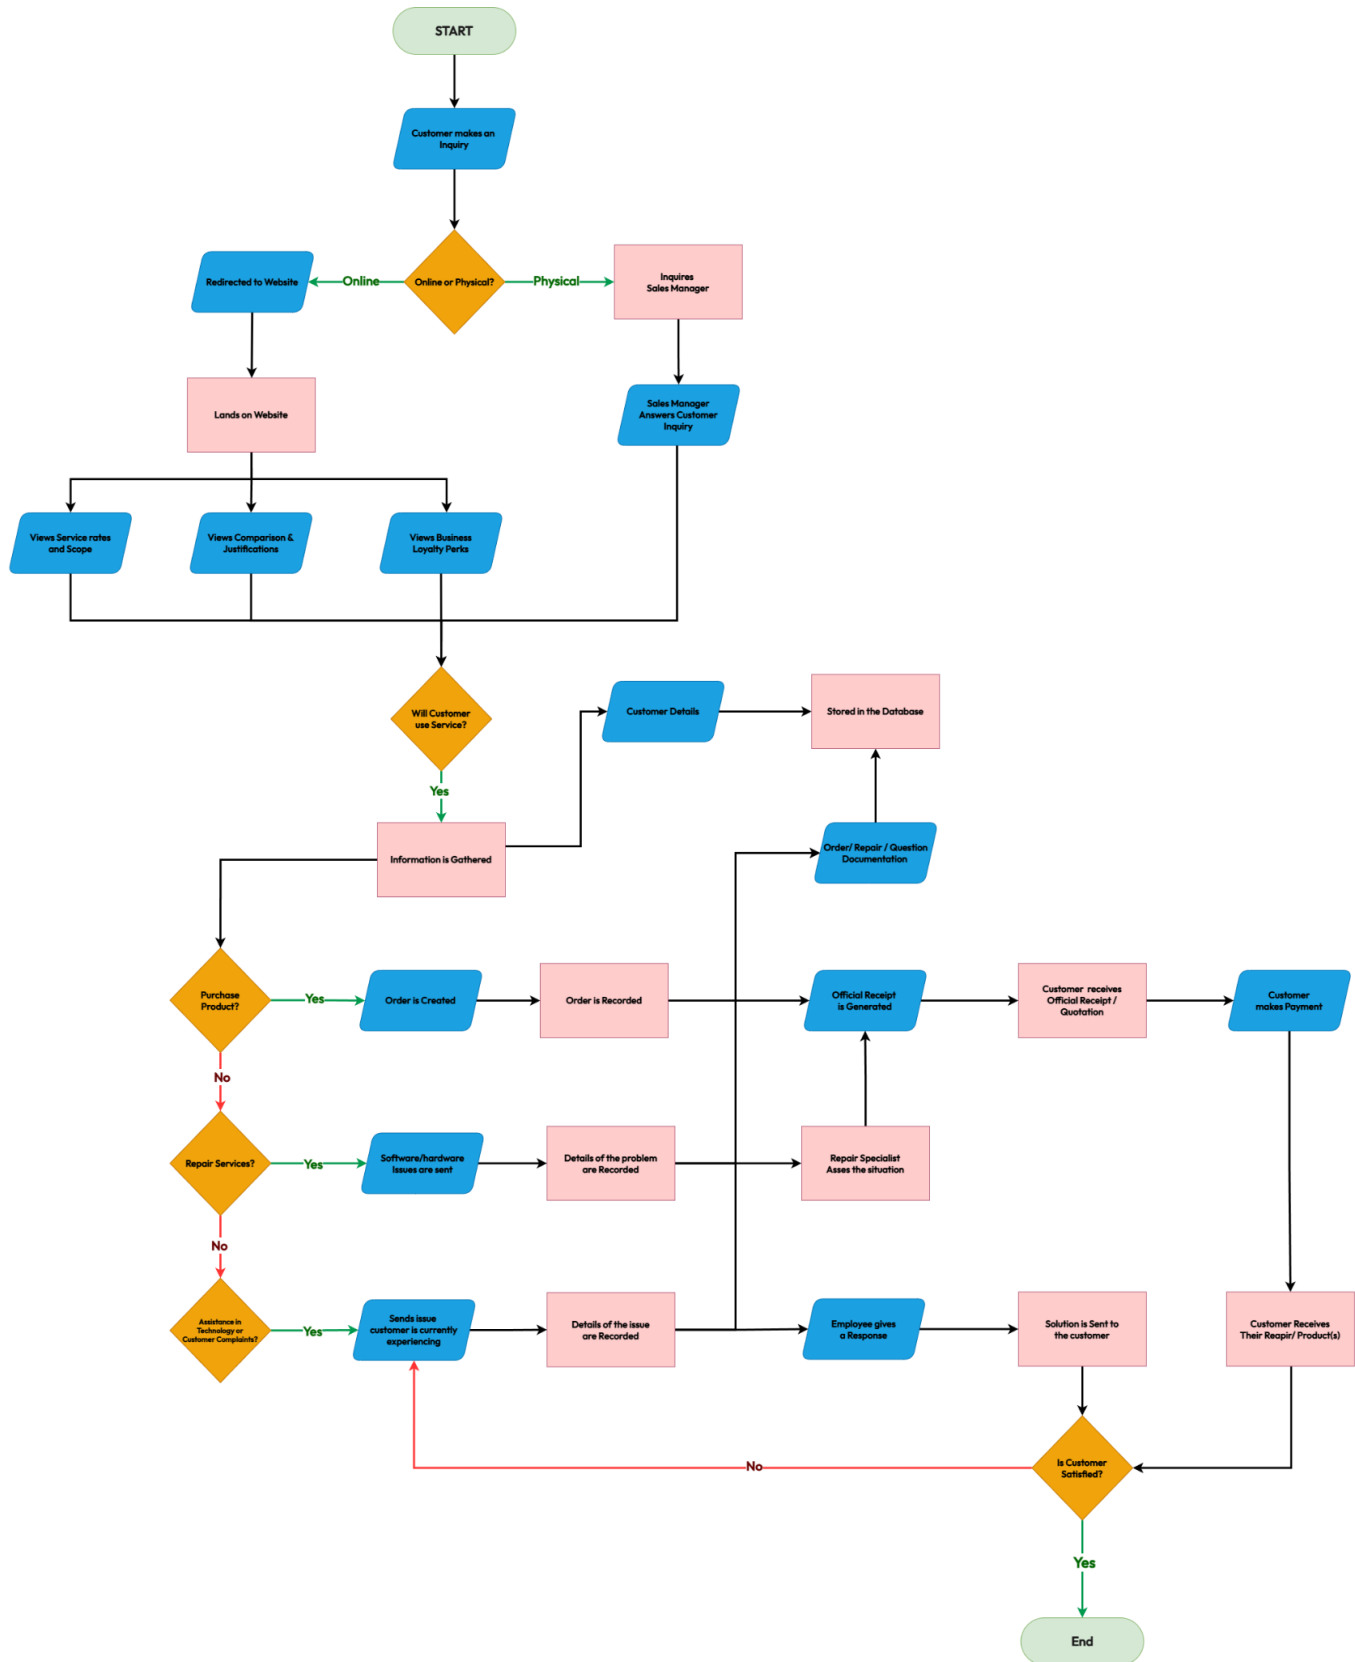 START
Customer makes an
Inquiry
Redirected to Website
Online
Online or Physical?
Physical
Inquires
Sales Manager
Lands on Website
Sales Manager
Answers Customer
Inquiry
Views Service rates
and Scope
Views Comparison &
Justifications
Views Business
Loyalty Perks
Will Customer
use Service?
Customer Details
Stored in the Database
Yes
Information is Gathered
Order/ Repair / Question
Documentation
Purchase
Product?
Yes
Order is Created
Order is Recorded
Official Receipt
is Generated
Customer receives
Official Receipt /
Quotation
Customer
makes Payment
No
Repair Services?
Yes
Software/hardware
Issues are sent
Details of the problem
are Recorded
Repair Specialist
Asses the situation
No
Assistance in
Technology or
Customer Complaints?
Yes
Sends issue
customer is currently
experiencing
Details of the issue
are Recorded
Employee gives
a Response
Solution is Sent to
the customer
Customer Receives
Their Reapir/ Product(s)
No
Is Customer
Satisfied?
Yes
End